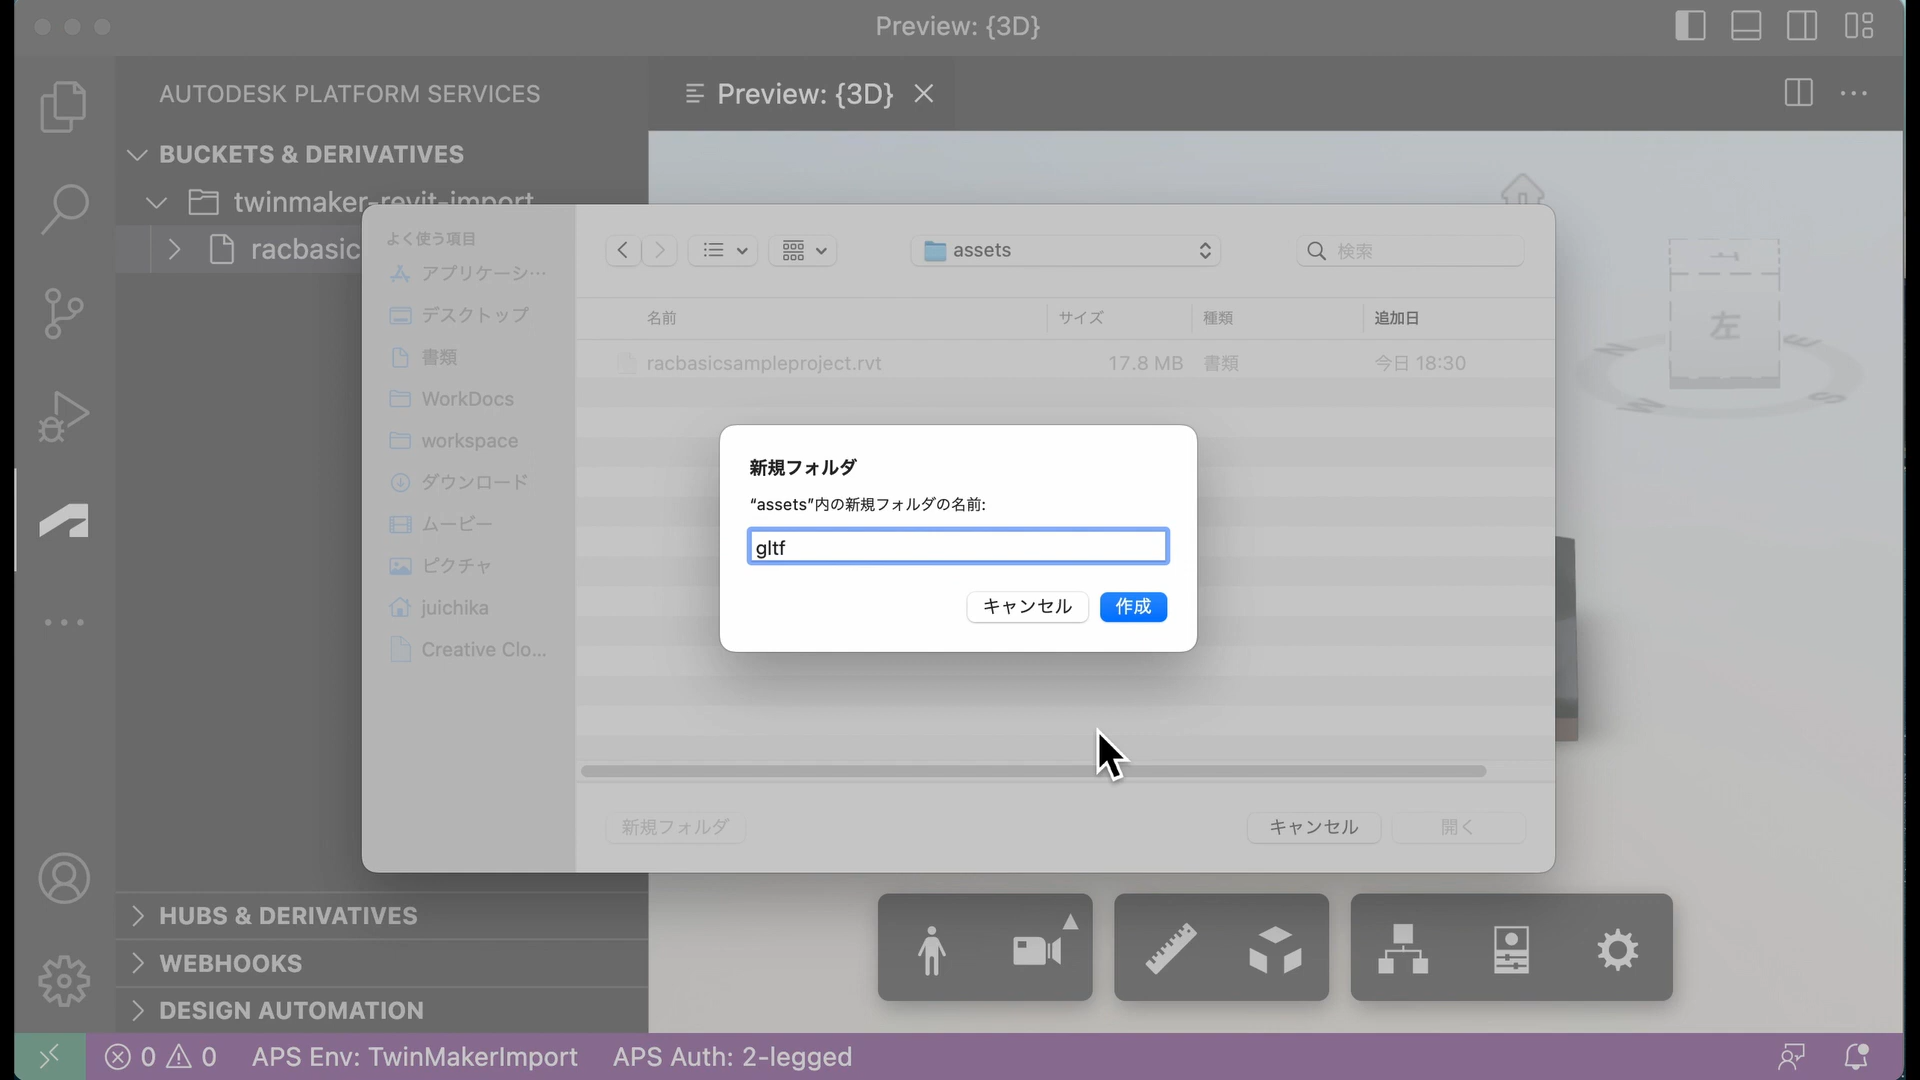 Preview: {3D}
AUTODESK PLATFORM SERVICES
Preview: {3D}
BUCKETS & DERIVATIVES
twinmaker-revit-import
racbasic
よく使う項目
アプリケーシ…
デスクトップ
書類
WorkDocs
workspace
ダウンロード
ムービー
ピクチャ
juichika
Creative Clo...
assets
検索
名前
サイズ
種類
追加日
racbasicsampleproject.rvt
17.8 MB
書類
今日 18:30
新規フォルダ
“assets”内の新規フォルダの名前:
gltf
キャンセル
作成
新規フォルダ
キャンセル
開く
左
N
E
W
S
HUBS & DERIVATIVES
WEBHOOKS
DESIGN AUTOMATION
0
0
APS Env: TwinMakerImport
APS Auth: 2-legged